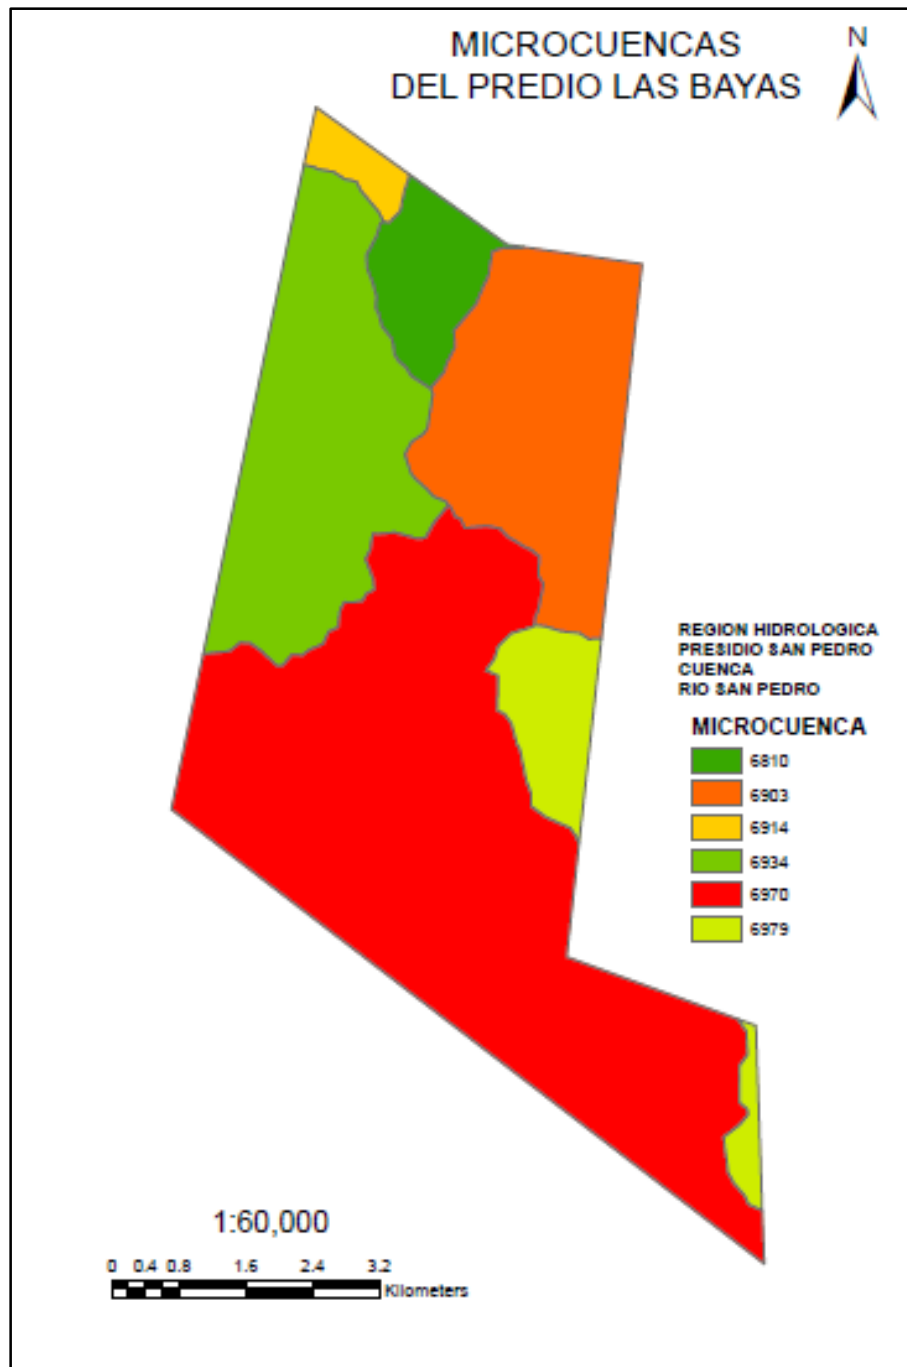 MICROCUENCAS
DEL PREDIO LAS BAYAS
N
REGION HIDROLOGICA
PRESIDIO SAN PEDRO
CUENCA
RIO SAN PEDRO
MICROCUENCA
6810
6903
6914
6934
6970
6979
1:60,000
0 0.4 0.8 1.6 2.4 3.2
Kilometers